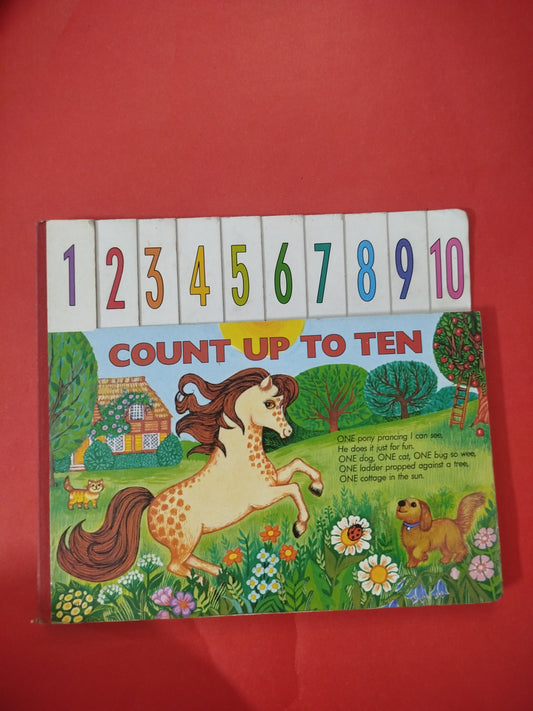 1 2 3 4 5 6 7 8 9 10
COUNT UP TO TEN
ONE pony prancing I can see,
He does it just for fun.
ONE dog, ONE cat, ONE bug so wee,
ONE ladder propped against a tree,
ONE cottage in the sun.